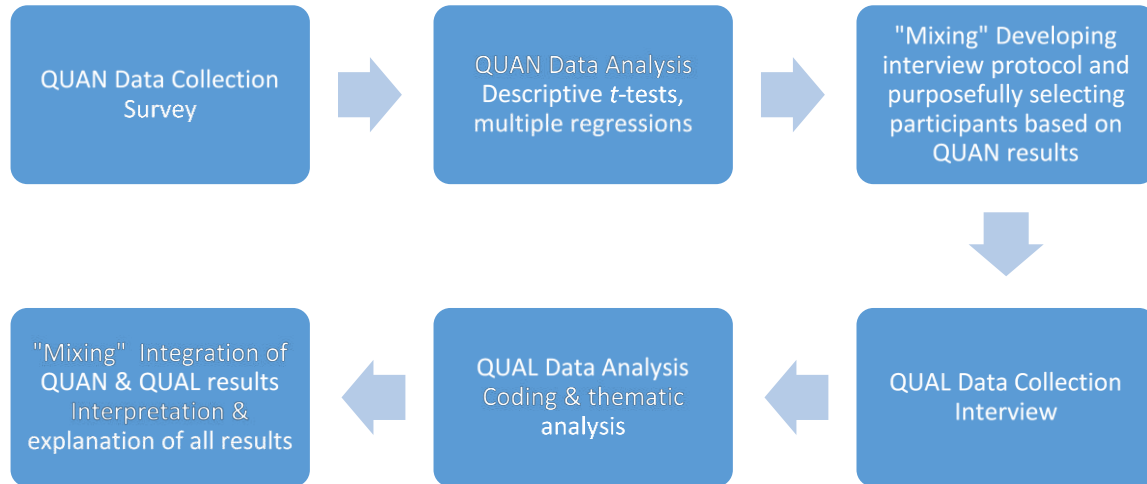 QUAN Data Collection
Survey
QUAN Data Analysis
Descriptive t-tests,
multiple regressions
"Mixing" Developing
interview protocol and
purposefully selecting
participants based on
QUAN results
QUAL Data Collection
Interview
QUAL Data Analysis
Coding & thematic
analysis
"Mixing" Integration of
QUAN & QUAL results
Interpretation &
explanation of all results